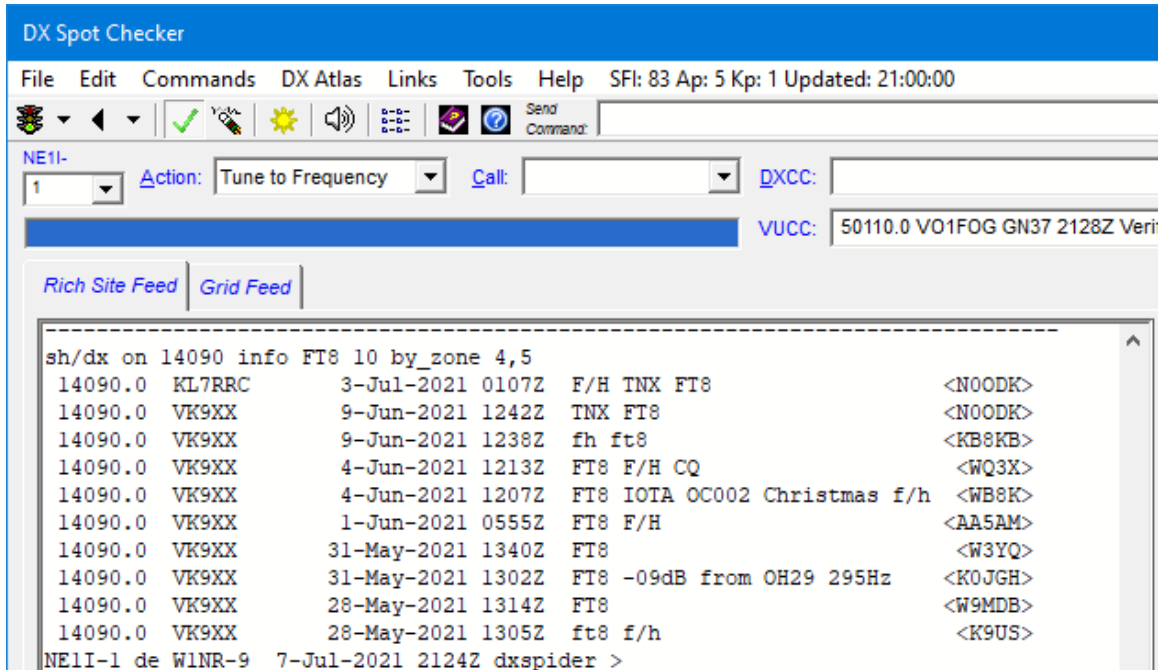 DX Spot Checker
File Edit Commands DX Atlas Links Tools Help SFI: 83 Ap: 5 Kp: 1 Updated: 21:00:00
Send Command:
NE1I-
1 Action: Tune to Frequency Call: DXCC:
VUCC: 50110.0 VO1FOG GN37 2128Z Veri
Rich Site Feed Grid Feed
--------------------------------------------------------------------------------
sh/dx on 14090 info FT8 10 by_zone 4,5
14090.0 KL7RRC 3-Jul-2021 0107Z F/H TNX FT8 <N0ODK>
14090.0 VK9XX 9-Jun-2021 1242Z TNX FT8 <N0ODK>
14090.0 VK9XX 9-Jun-2021 1238Z fh ft8 <KB8KB>
14090.0 VK9XX 4-Jun-2021 1213Z FT8 F/H CQ <WQ3X>
14090.0 VK9XX 4-Jun-2021 1207Z FT8 IOTA OC002 Christmas f/h <WB8K>
14090.0 VK9XX 1-Jun-2021 0555Z FT8 F/H <AA5AM>
14090.0 VK9XX 31-May-2021 1340Z FT8 <W3YQ>
14090.0 VK9XX 31-May-2021 1302Z FT8 -09dB from OH29 295Hz <K0JGH>
14090.0 VK9XX 28-May-2021 1314Z FT8 <W9MDB>
14090.0 VK9XX 28-May-2021 1305Z ft8 f/h <K9US>
NE1I-1 de W1NR-9 7-Jul-2021 2124Z dxspider >